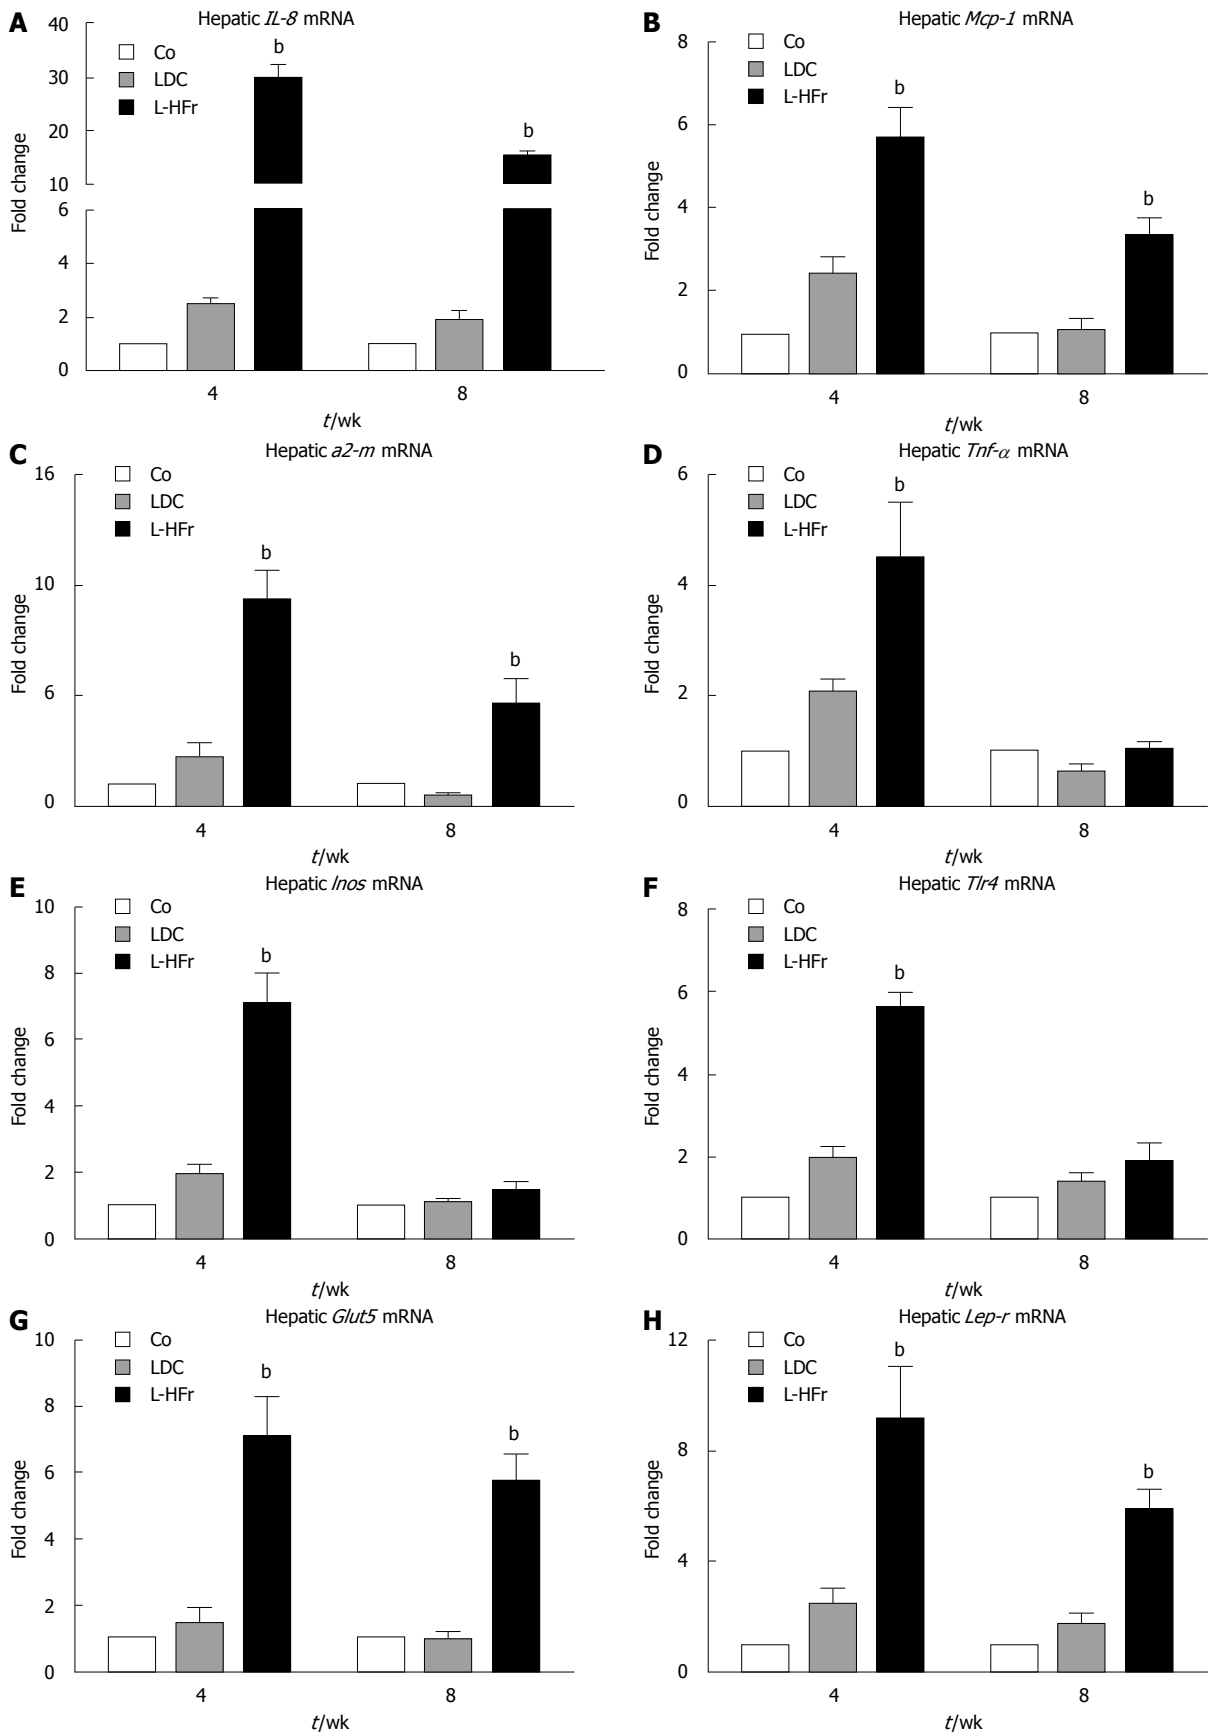 A
Hepatic IL-8 mRNA
Co
LDC
L-HFr
Fold change
40
30
20
10
6
4
2
0
b
b
4
8
t/wk
B
Hepatic Mcp-1 mRNA
Co
LDC
L-HFr
Fold change
8
6
4
2
0
b
b
4
8
t/wk
C
Hepatic a2-m mRNA
Co
LDC
L-HFr
Fold change
16
10
6
0
b
b
4
8
t/wk
D
Hepatic Tnf-α mRNA
Co
LDC
L-HFr
Fold change
6
4
2
0
b
4
8
t/wk
E
Hepatic Inos mRNA
Co
LDC
L-HFr
Fold change
10
8
6
4
2
0
b
4
8
t/wk
F
Hepatic Tlr4 mRNA
Co
LDC
L-HFr
Fold change
8
6
4
2
0
b
4
8
t/wk
G
Hepatic Glut5 mRNA
Co
LDC
L-HFr
Fold change
10
8
6
4
2
0
b
b
4
8
t/wk
H
Hepatic Lep-r mRNA
Co
LDC
L-HFr
Fold change
12
8
4
0
b
b
4
8
t/wk